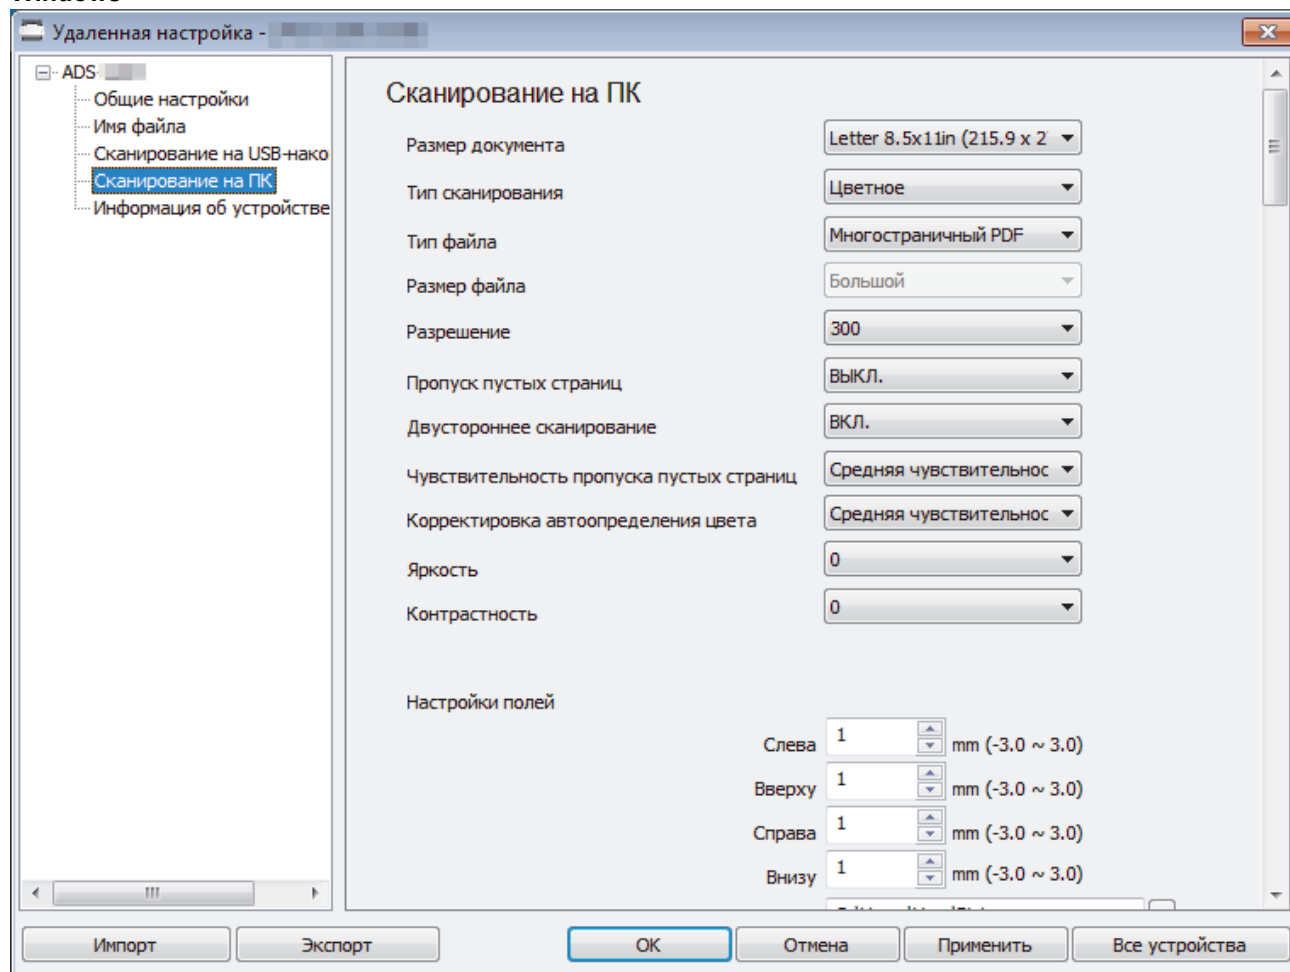 Удаленная настройка -
ADS-
Общие настройки
Имя файла
Сканирование на USB-нако
Сканирование на ПК
Информация об устройстве
Сканирование на ПК
Размер документа Letter 8.5x11in (215.9 x 2
Тип сканирования Цветное
Тип файла Многостраничный PDF
Размер файла Большой
Разрешение 300
Пропуск пустых страниц ВЫКЛ.
Двустороннее сканирование ВКЛ.
Чувствительность пропуска пустых страниц Средняя чувствительнос
Корректировка автоопределения цвета Средняя чувствительнос
Яркость 0
Контрастность 0
Настройки полей
Слева 1 mm (-3.0 ~ 3.0)
Вверху 1 mm (-3.0 ~ 3.0)
Справа 1 mm (-3.0 ~ 3.0)
Внизу 1 mm (-3.0 ~ 3.0)
Импорт Экспорт OK Отмена Применить Все устройства